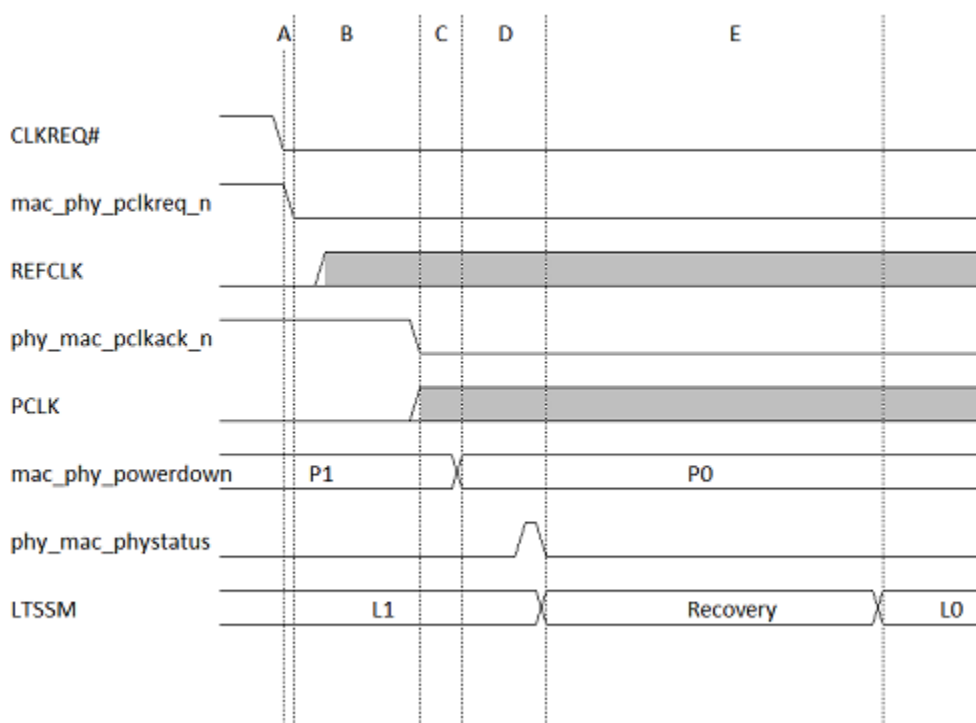 A B C D E
CLKREQ#
mac_phy_pclkreq_n
REFCLK
phy_mac_pclkack_n
PCLK
mac_phy_powerdown P1 P0
phy_mac_phystatus
LTSSM L1 Recovery L0